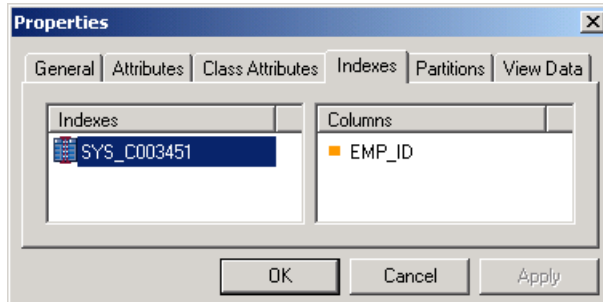 Properties
General Attributes Class Attributes Indexes Partitions View Data
Indexes Columns
SYS_C003451 EMP_ID
OK Cancel Apply